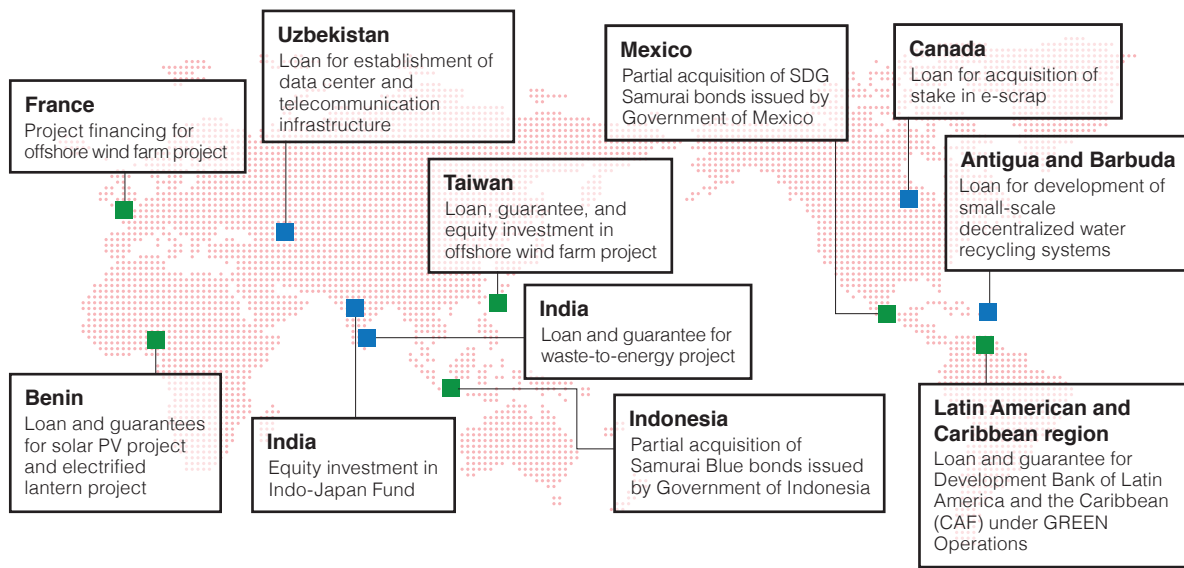 Uzbekistan
Loan for establishment of
data center and
telecommunication
infrastructure
Mexico
Partial acquisition of SDG
Samurai bonds issued by
Government of Mexico
Canada
Loan for acquisition of
stake in e-scrap
France
Project financing for
offshore wind farm project
Antigua and Barbuda
Loan for development of
small-scale
decentralized water
recycling systems
Taiwan
Loan, guarantee, and
equity investment in
offshore wind farm project
India
Loan and guarantee for
waste-to-energy project
Benin
Loan and guarantees
for solar PV project
and electrified
lantern project
India
Equity investment in
Indo-Japan Fund
Indonesia
Partial acquisition of
Samurai Blue bonds issued
by Government of Indonesia
Latin American and
Caribbean region
Loan and guarantee for
Development Bank of Latin
America and the Caribbean
(CAF) under GREEN
Operations